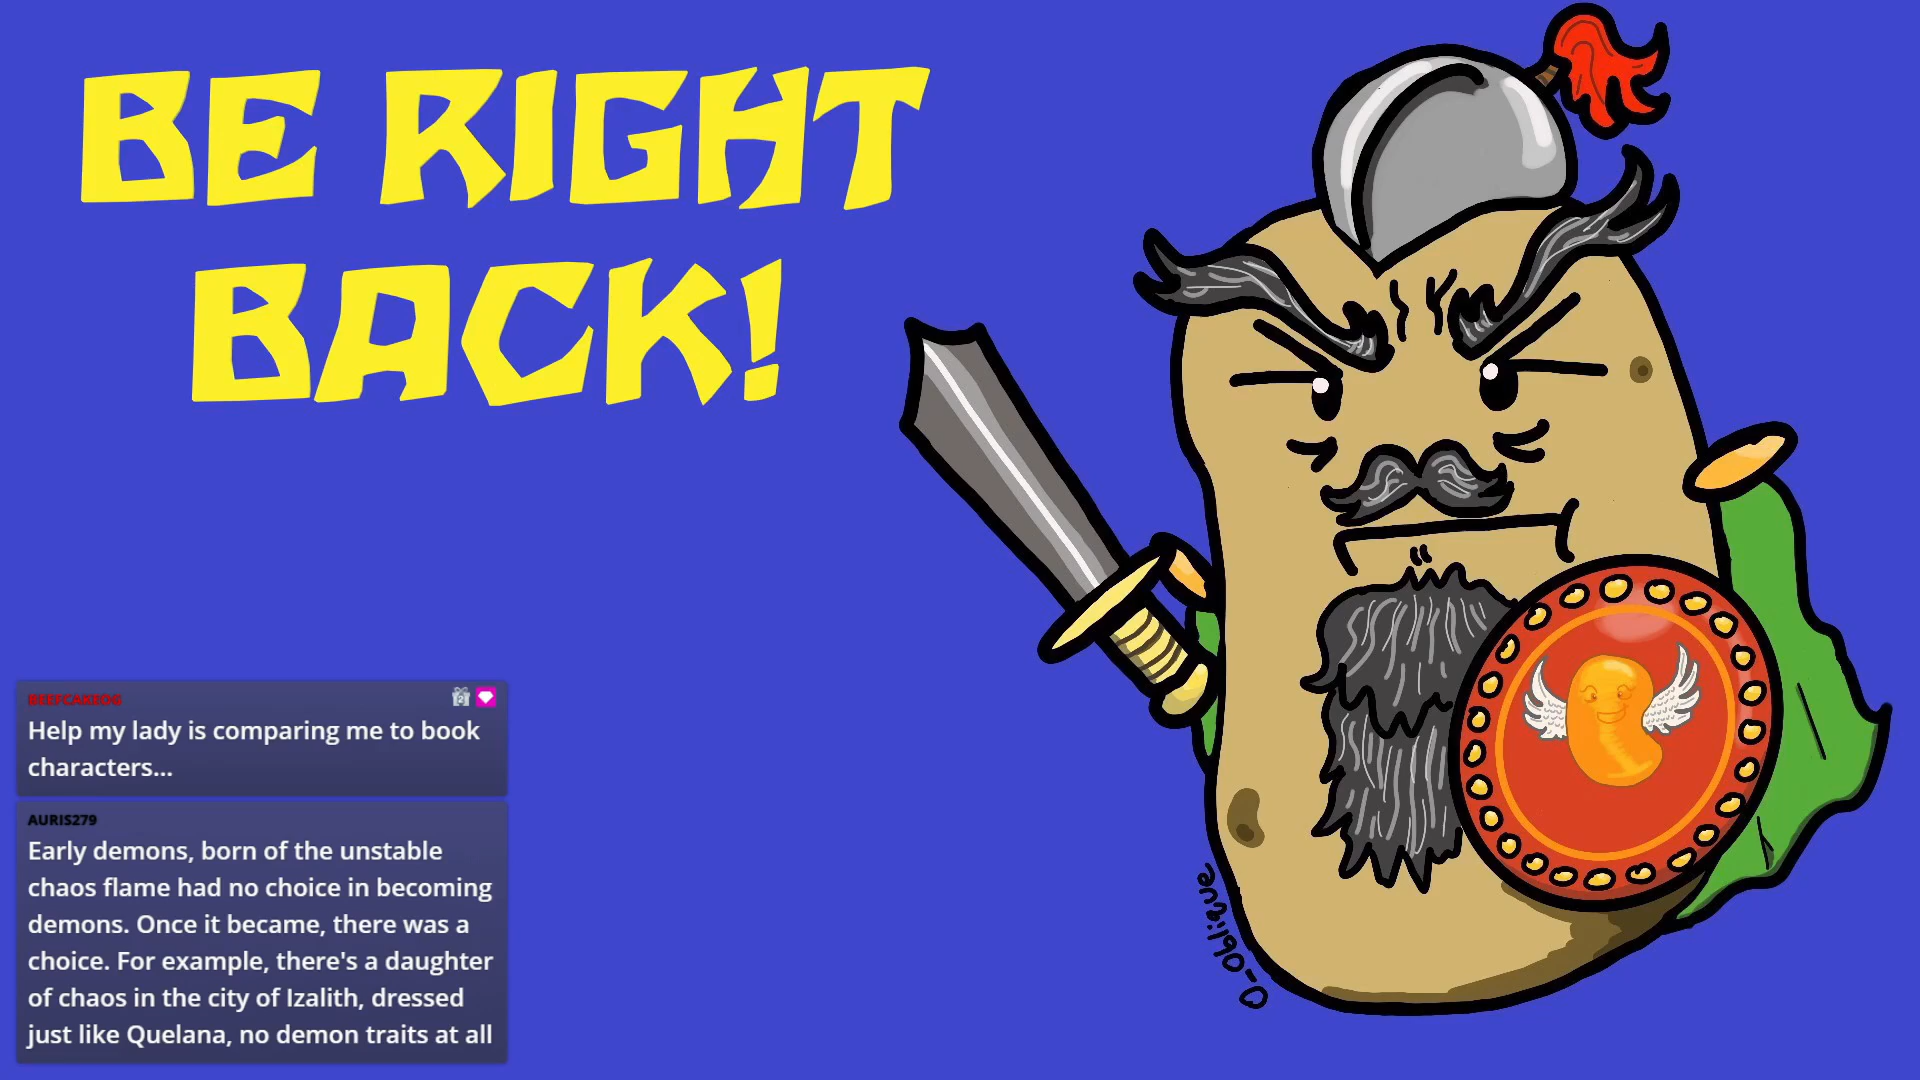 BE RIGHT
BACK!
BEEFCAKEOG
Help my lady is comparing me to book
characters...
AURIS279
Early demons, born of the unstable
chaos flame had no choice in becoming
demons. Once it became, there was a
choice. For example, there's a daughter
of chaos in the city of Izalith, dressed
just like Quelana, no demon traits at all
O_Oblique